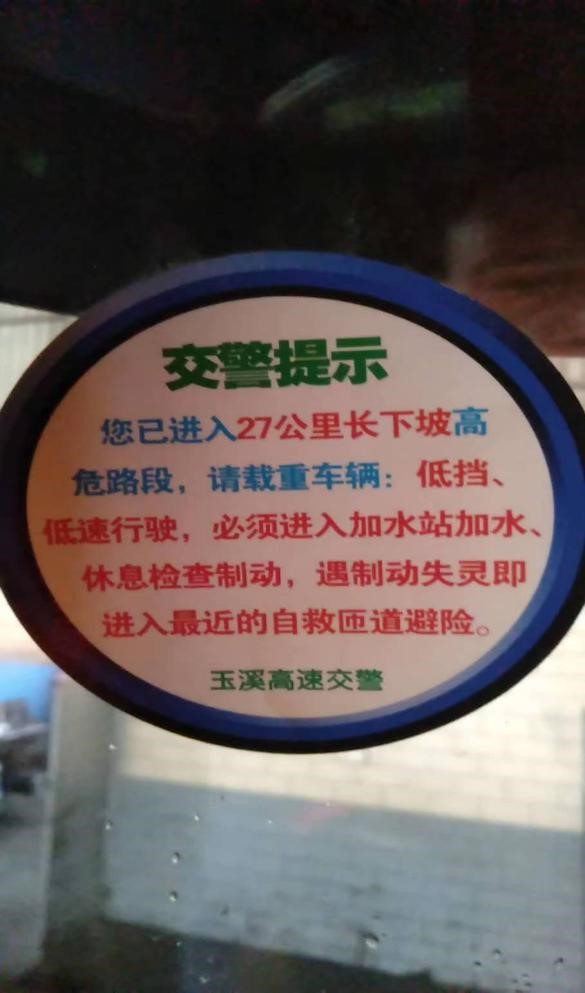 交警提示
您已进入27公里长下坡高
危路段，请载重车辆：低挡、
低速行驶，必须进入加水站加水、
休息检查制动，遇制动失灵即
进入最近的自救匝道避险。
玉溪高速交警